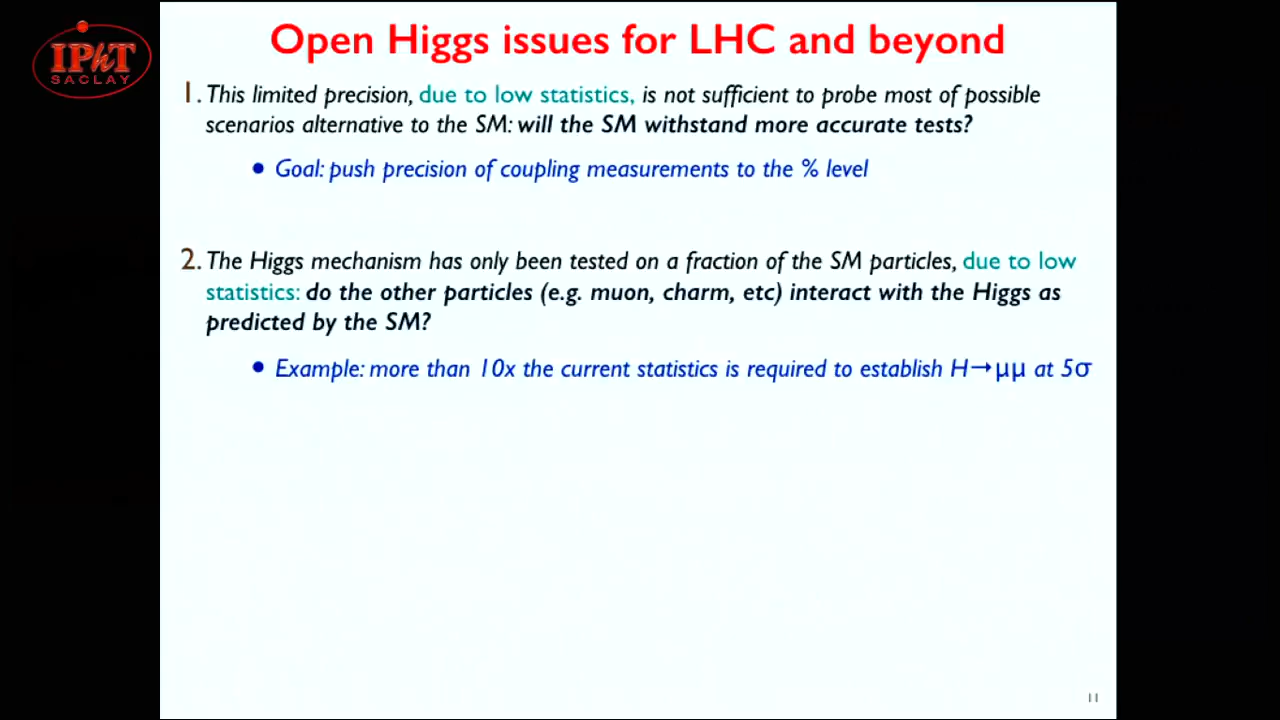 IPhT
SACLAY
Open Higgs issues for LHC and beyond
1. This limited precision, due to low statistics, is not sufficient to probe most of possible
scenarios alternative to the SM: will the SM withstand more accurate tests?
• Goal: push precision of coupling measurements to the % level
2. The Higgs mechanism has only been tested on a fraction of the SM particles, due to low
statistics: do the other particles (e.g. muon, charm, etc) interact with the Higgs as
predicted by the SM?
• Example: more than 10x the current statistics is required to establish H→μμ at 5σ
11